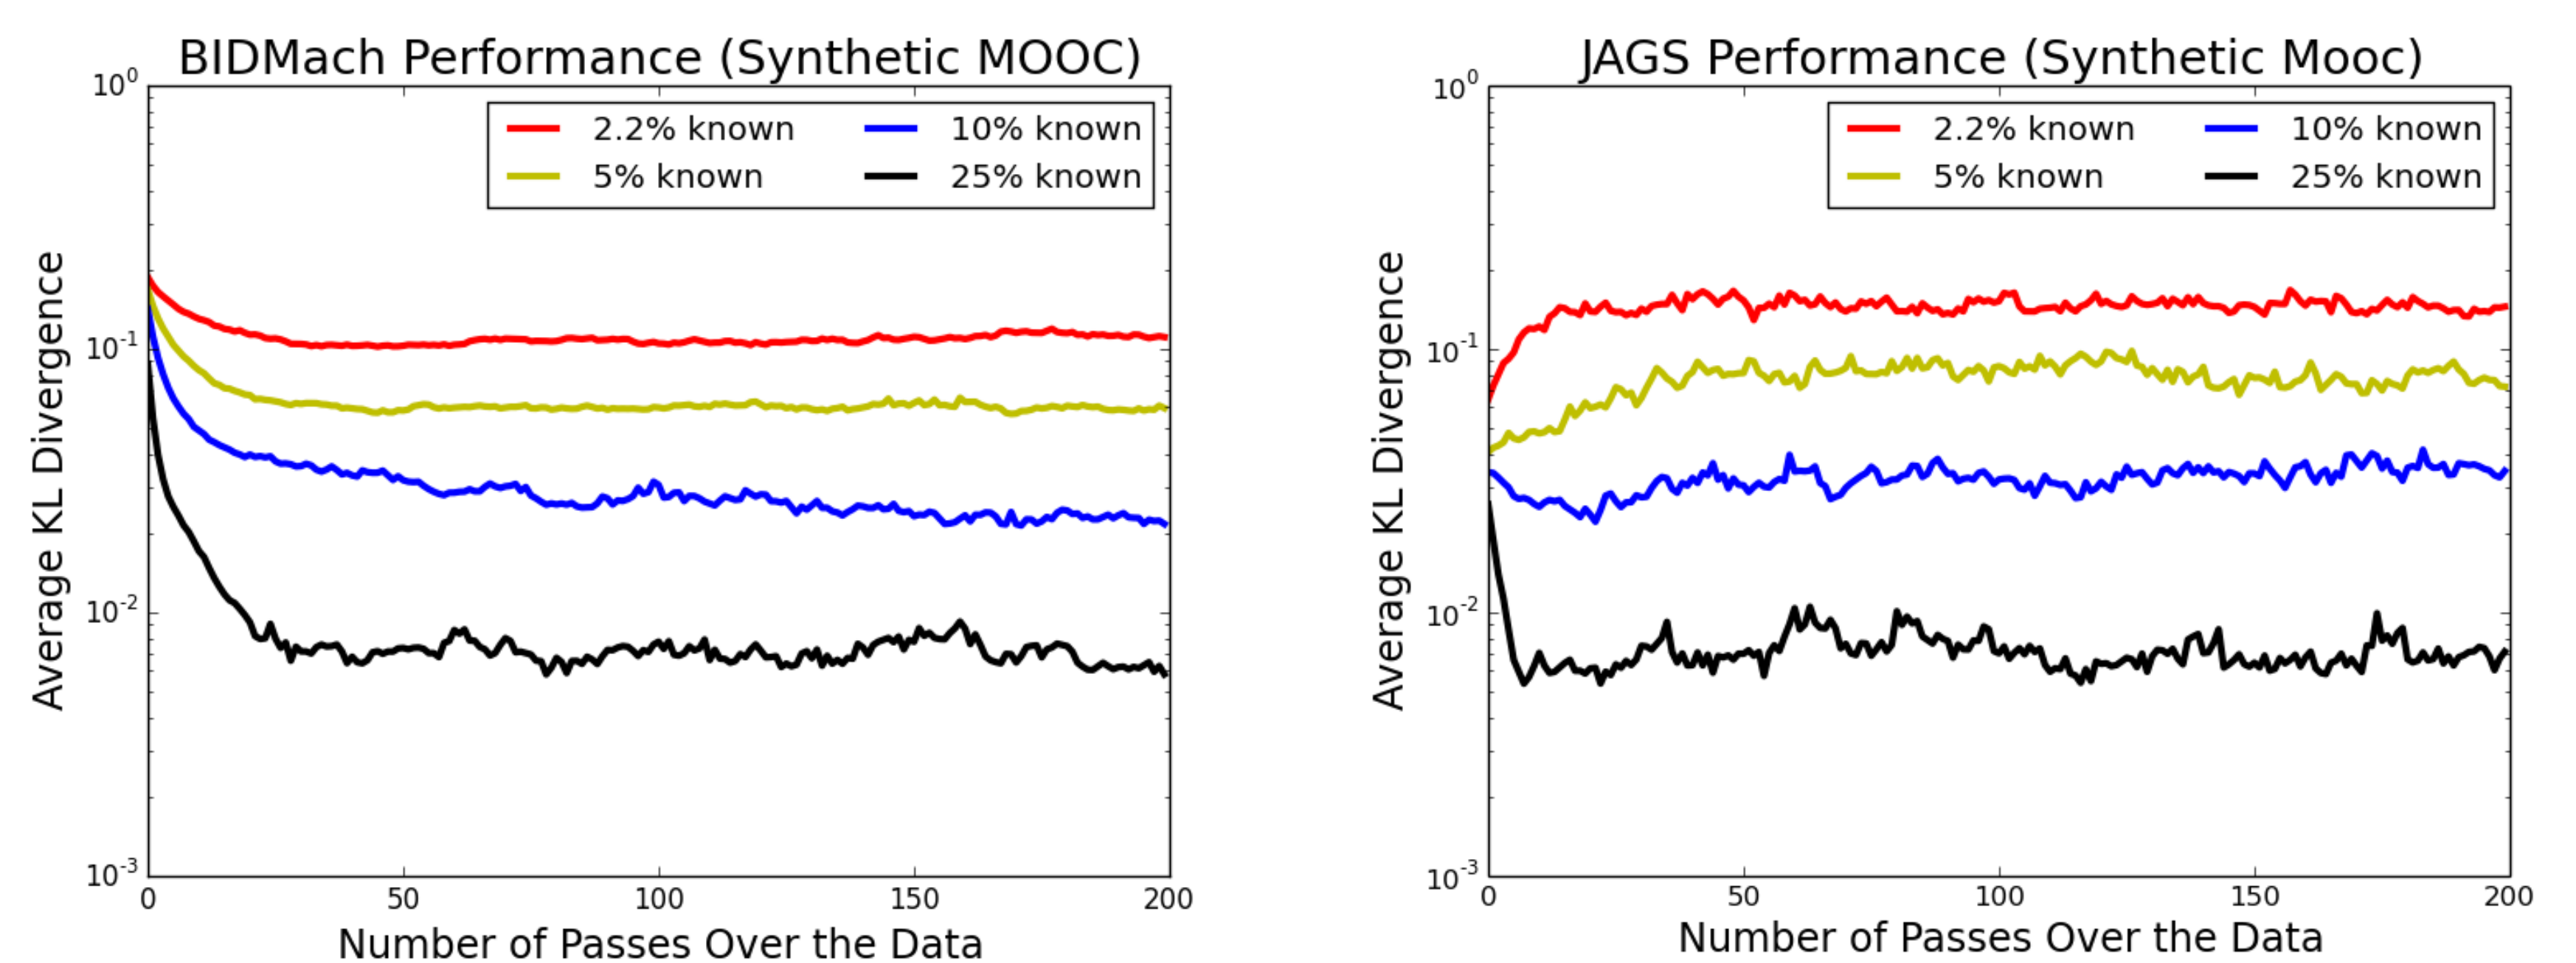 BIDMach Performance (Synthetic MOOC)
10^0
2.2% known
10% known
5% known
25% known
10^-1
10^-2
10^-3
Average KL Divergence
0
50
100
150
200
Number of Passes Over the Data
JAGS Performance (Synthetic Mooc)
10^0
2.2% known
10% known
5% known
25% known
10^-1
10^-2
10^-3
Average KL Divergence
0
50
100
150
200
Number of Passes Over the Data